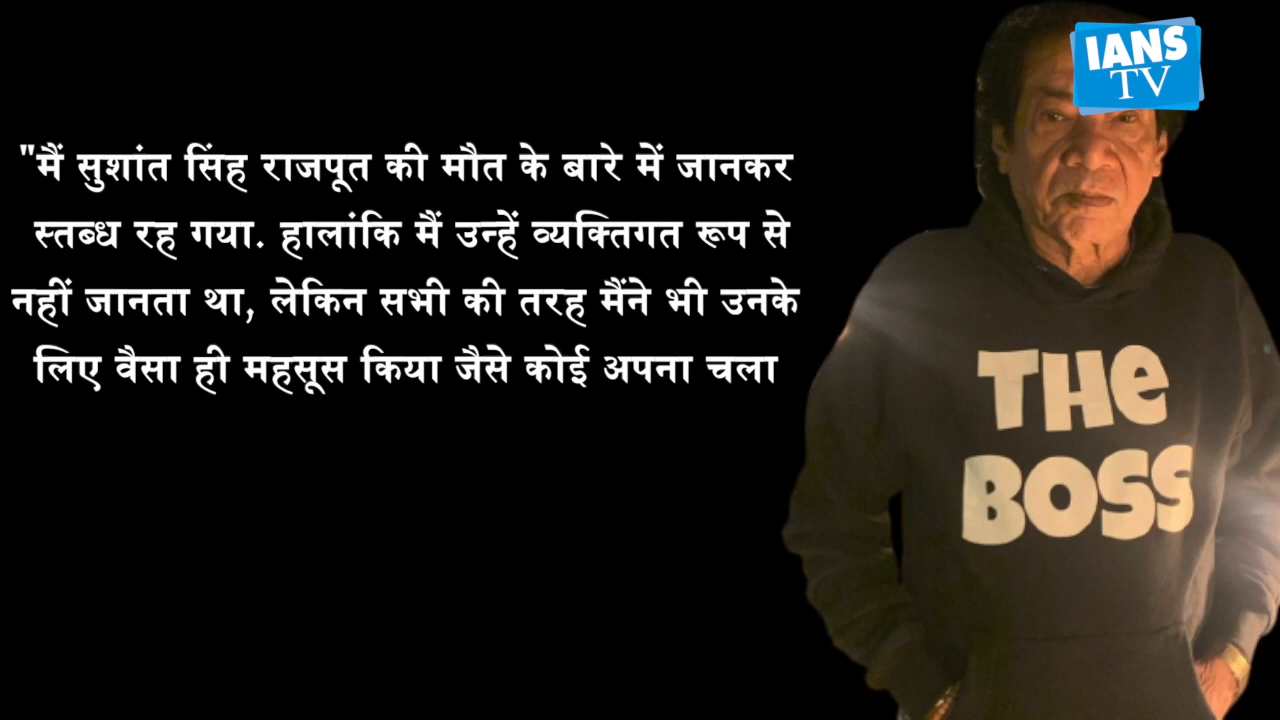 IANS
TV
"मैं सुशांत सिंह राजपूत की मौत के बारे में जानकर
स्तब्ध रह गया. हालांकि मैं उन्हें व्यक्तिगत रूप से
नहीं जानता था, लेकिन सभी की तरह मैंने भी उनके
लिए वैसा ही महसूस किया जैसे कोई अपना चला
THE
BOSS